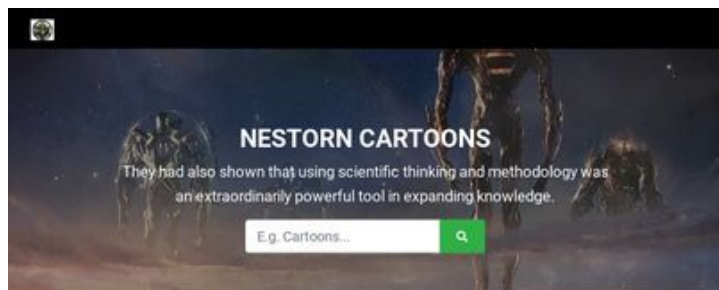 NESTORN CARTOONS
They had also shown that using scientific thinking and methodology was
an extraordinarily powerful tool in expanding knowledge.
E.g. Cartoons...